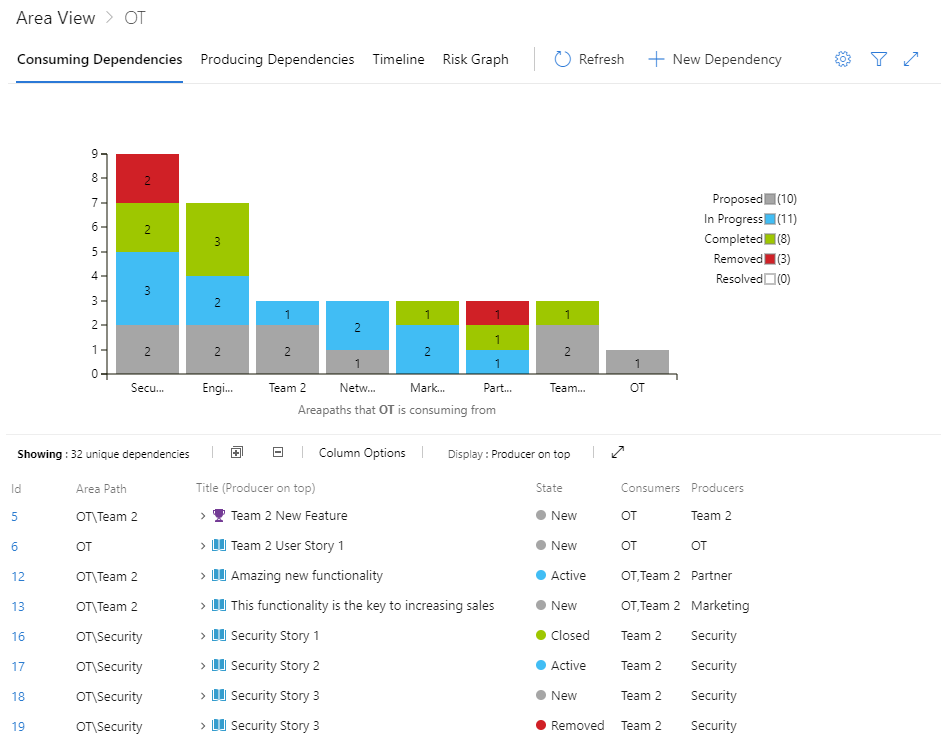 Area View > OT
Consuming Dependencies Producing Dependencies Timeline Risk Graph Refresh New Dependency
9
8
7
6
5
4
3
2
1
0
2
2
3
2
3
2
2
1
2
2
1
1
2
1
1
1
1
2
1
Secu... Engi... Team 2 Netw... Mark... Part... Team... OT
Areapaths that OT is consuming from
Proposed (10)
In Progress (11)
Completed (8)
Removed (3)
Resolved (0)
Showing : 32 unique dependencies Column Options Display : Producer on top
Id Area Path Title (Producer on top) State Consumers Producers
5 OT\Team 2 > Team 2 New Feature New OT Team 2
6 OT > Team 2 User Story 1 New OT OT
12 OT\Team 2 > Amazing new functionality Active OT,Team 2 Partner
13 OT\Team 2 > This functionality is the key to increasing sales New OT,Team 2 Marketing
16 OT\Security > Security Story 1 Closed Team 2 Security
17 OT\Security > Security Story 2 Active Team 2 Security
18 OT\Security > Security Story 3 New Team 2 Security
19 OT\Security > Security Story 3 Removed Team 2 Security